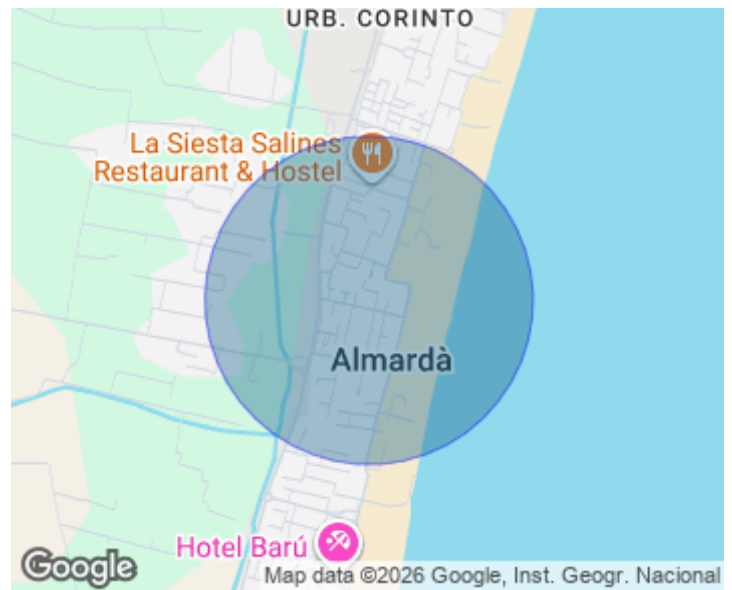 URB. CORINTO
La Siesta Salines
Restaurant & Hostel
Almardà
Hotel Barú
Google
Map data ©2026 Google, Inst. Geogr. Nacional